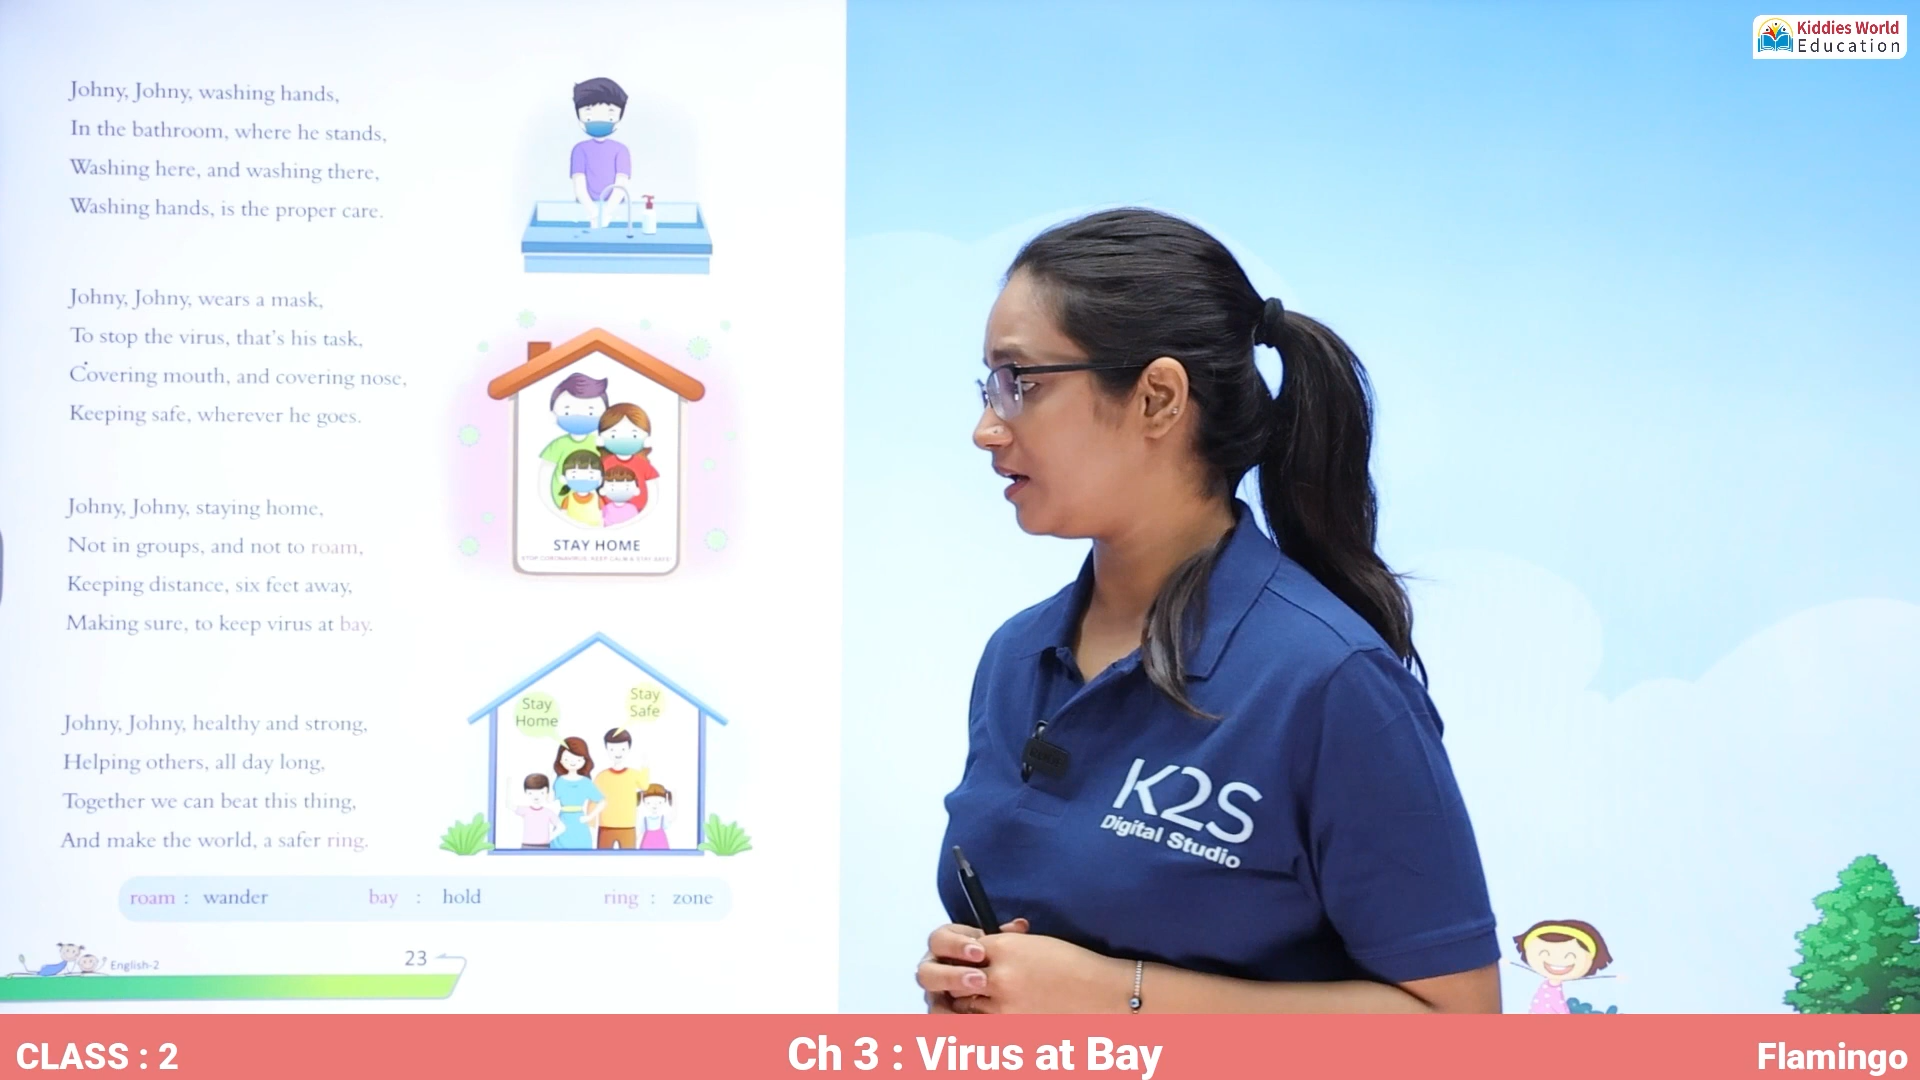 Kiddies World
Education
Johny, Johny, washing hands,
In the bathroom, where he stands,
Washing here, and washing there,
Washing hands, is the proper care.
Johny, Johny, wears a mask,
To stop the virus, that's his task,
Covering mouth, and covering nose,
Keeping safe, wherever he goes.
STAY HOME
STOP CORONAVIRUS, KEEP CALM & STAY SAFE!
Johny, Johny, staying home,
Not in groups, and not to roam,
Keeping distance, six feet away,
Making sure, to keep virus at bay.
Stay
Home
Stay
Safe
Johny, Johny, healthy and strong,
Helping others, all day long,
Together we can beat this thing,
And make the world, a safer ring.
roam : wander bay : hold ring : zone
English-2 23
K2S
Digital Studio
CLASS : 2 Ch 3 : Virus at Bay Flamingo